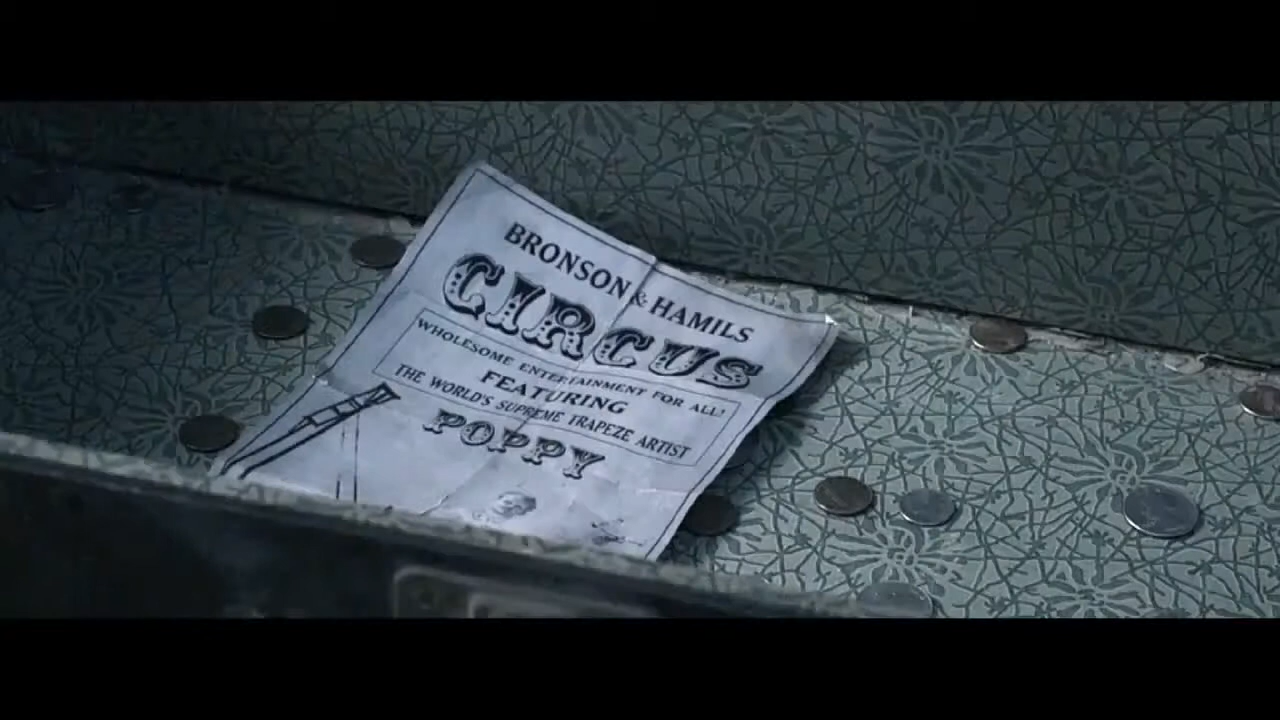 BRONSON & HAMILS
CIRCUS
WHOLESOME ENTERTAINMENT FOR ALL!
FEATURING
THE WORLD'S SUPREME TRAPEZE ARTIST
POPPY